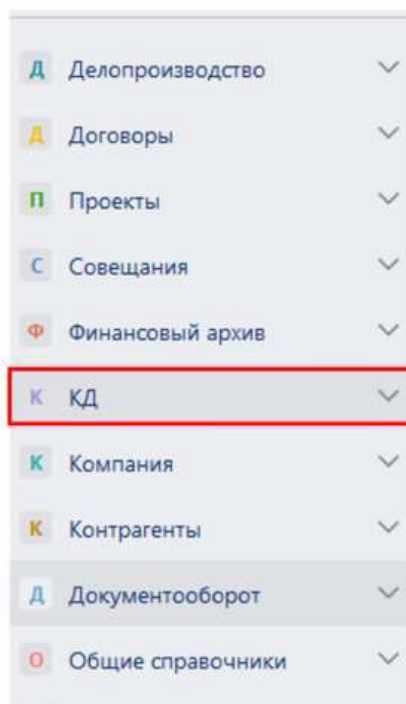 Д Делопроизводство
Д Договоры
П Проекты
С Совещания
Ф Финансовый архив
К КД
К Компания
К Контрагенты
Д Документооборот
О Общие справочники